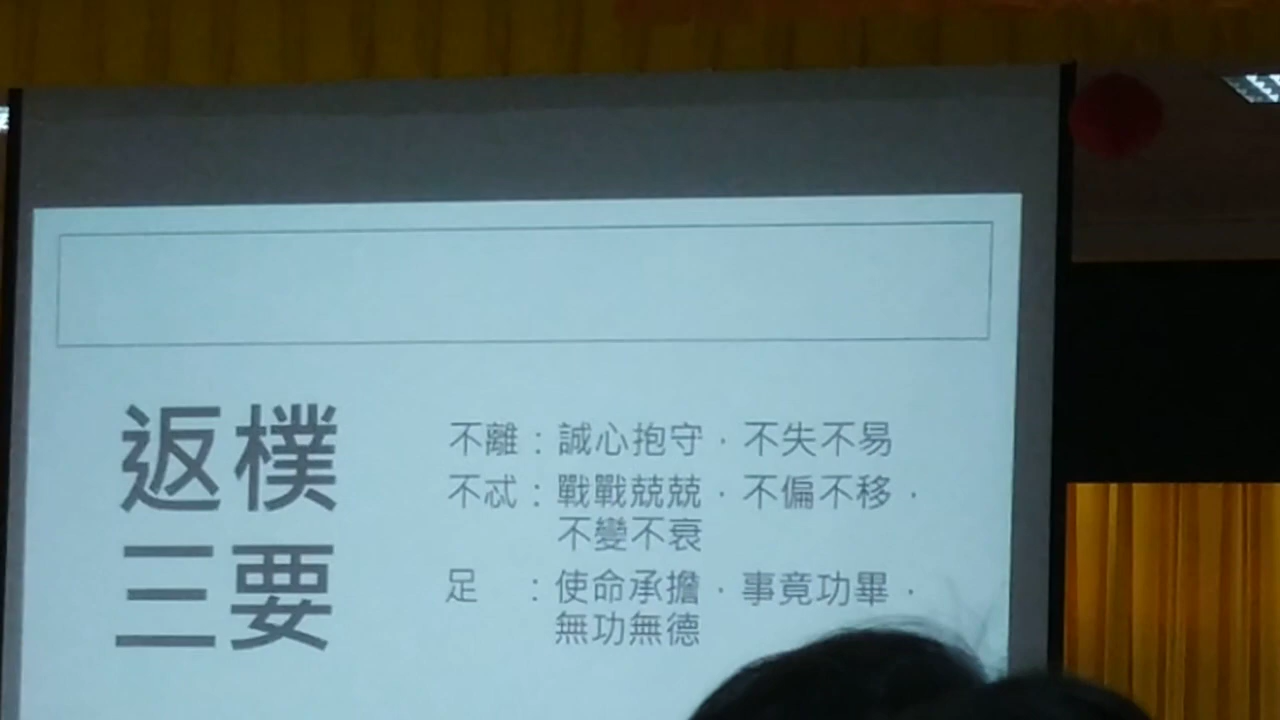 返樸
三要
不離：誠心抱守，不失不易
不忒：戰戰兢兢，不偏不移，
不變不衰
足　：使命承擔，事竟功畢，
無功無德